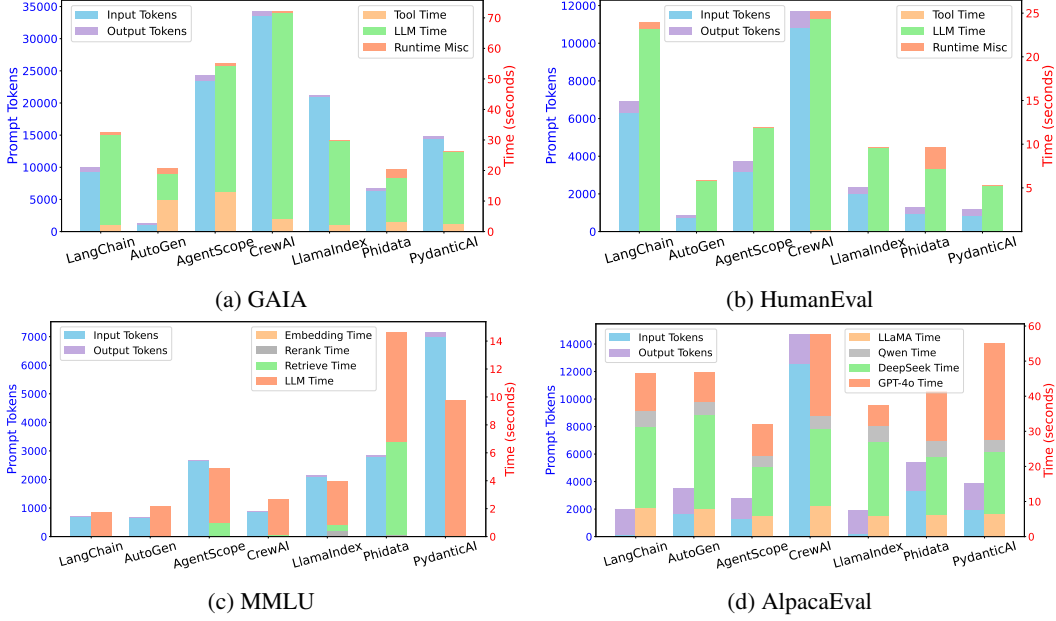 Prompt Tokens
35000
30000
25000
20000
15000
10000
5000
0
Input Tokens
Output Tokens
Tool Time
LLM Time
Runtime Misc
70
60
50
40
30
20
10
0
Time (seconds)
LangChain
AutoGen
AgentScope
CrewAI
LlamaIndex
Phidata
PydanticAI
(a) GAIA
Prompt Tokens
12000
10000
8000
6000
4000
2000
0
Input Tokens
Output Tokens
Tool Time
LLM Time
Runtime Misc
25
20
15
10
5
Time (seconds)
LangChain
AutoGen
AgentScope
CrewAI
LlamaIndex
Phidata
PydanticAI
(b) HumanEval
Prompt Tokens
7000
6000
5000
4000
3000
2000
1000
0
Input Tokens
Output Tokens
Embedding Time
Rerank Time
Retrieve Time
LLM Time
14
12
10
8
6
4
2
0
Time (seconds)
LangChain
AutoGen
AgentScope
CrewAI
LlamaIndex
Phidata
PydanticAI
(c) MMLU
Prompt Tokens
14000
12000
10000
8000
6000
4000
2000
0
Input Tokens
Output Tokens
LLaMA Time
Qwen Time
DeepSeek Time
GPT-4o Time
60
50
40
30
20
10
0
Time (seconds)
LangChain
AutoGen
AgentScope
CrewAI
LlamaIndex
Phidata
PydanticAI
(d) AlpacaEval